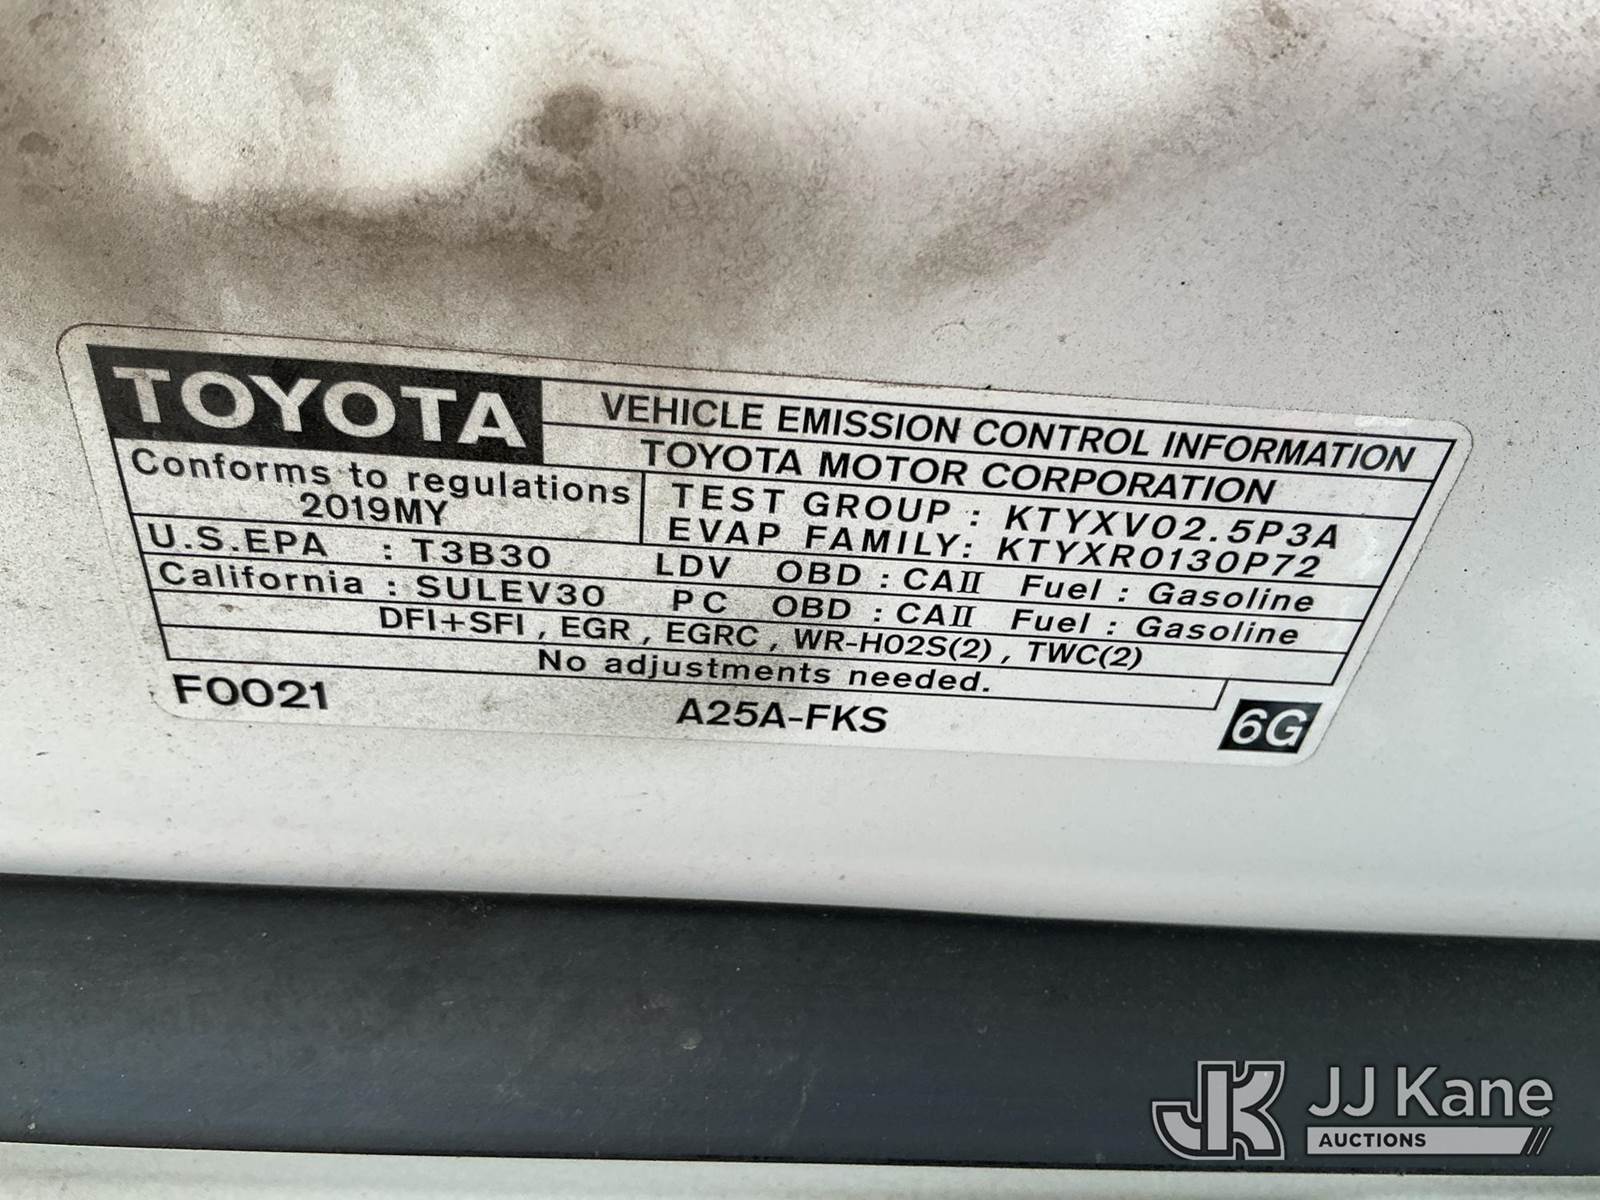 TOYOTA
VEHICLE EMISSION CONTROL INFORMATION
TOYOTA MOTOR CORPORATION
Conforms to regulations
2019MY
TEST GROUP : KTYXV02.5P3A
EVAP FAMILY: KTYXR0130P72
U.S.EPA : T3B30 LDV OBD : CAII Fuel : Gasoline
California : SULEV30 PC OBD : CAII Fuel : Gasoline
DFI+SFI , EGR , EGRC , WR-HO2S(2) , TWC(2)
No adjustments needed.
F0021 A25A-FKS 6G
JK JJ Kane
AUCTIONS